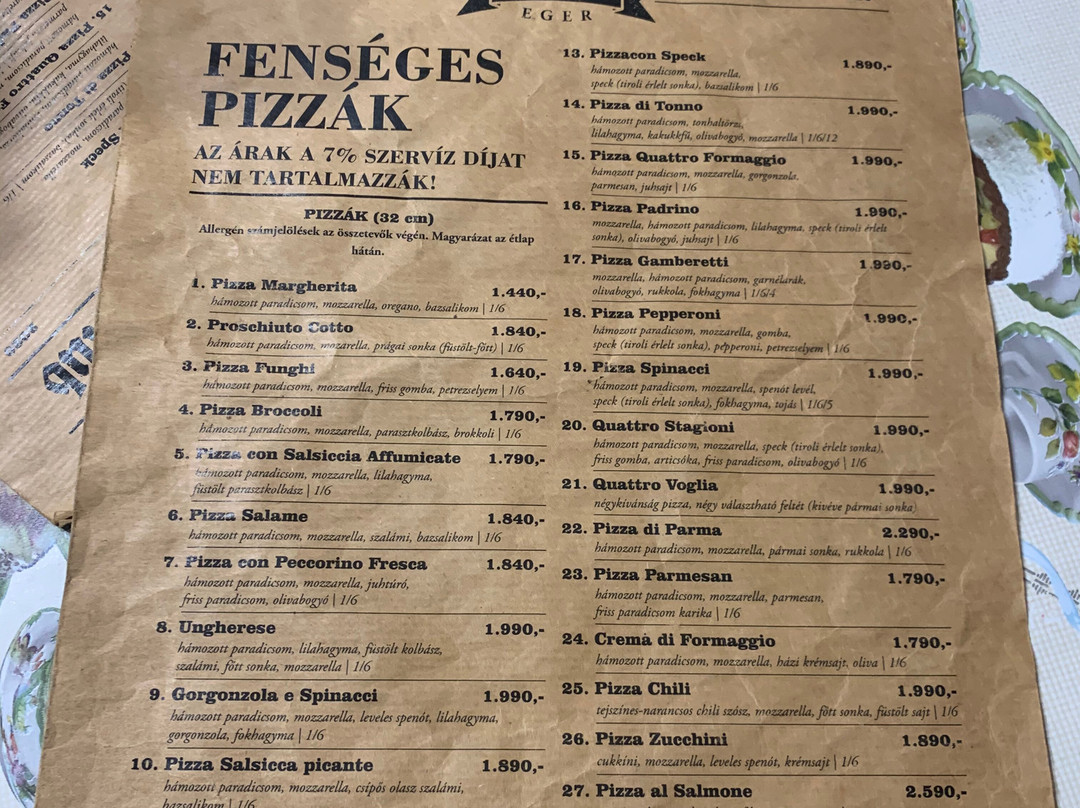 EGER
FENSÉGES
PIZZÁK
AZ ÁRAK A 7% SZERVÍZ DÍJAT
NEM TARTALMAZZÁK!
PIZZÁK (32 cm)
Allergén számjelölések az összetevők végén. Magyarázat az étlap
hátán.
1. Pizza Margherita 1.440,-
hámozott paradicsom, mozzarella, oregano, bazsalikom | 1/6
2. Proschiuto Cotto 1.840,-
hámozott paradicsom, mozarella, prágai sonka (füstölt-főtt) | 1/6
3. Pizza Funghi 1.640,-
hámozott paradicsom, mozzarella, friss gomba, petrezselyem | 1/6
4. Pizza Broccoli 1.790,-
hámozott paradicsom, mozzarella, parasztkolbász, brokkoli | 1/6
5. Pizza con Salsiccia Affumicate 1.790,-
hámozott paradicsom, mozzarella, lilahagyma,
füstölt parasztkolbász | 1/6
6. Pizza Salame 1.840,-
hámozott paradicsom, mozzarella, szalámi, bazsalikom | 1/6
7. Pizza con Peccorino Fresca 1.840,-
hámozott paradicsom, mozzarella, juhtúró,
friss paradicsom, olivabogyó | 1/6
8. Ungherese 1.990,-
hámozott paradicsom, lilahagyma, füstölt kolbász,
szalámi, főtt sonka, mozzarella | 1/6
9. Gorgonzola e Spinacci 1.990,-
hámozott paradicsom, mozzarella, leveles spenót, lilahagyma,
gorgonzola, fokhagyma | 1/6
10. Pizza Salsicca picante 1.890,-
hámozott paradicsom, mozzarella, csípős olasz szalámi,
bazsalikom | 1/6
13. Pizzacon Speck 1.890,-
hámozott paradicsom, mozzarella,
speck (tiroli érlelt sonka), bazsalikom | 1/6
14. Pizza di Tonno 1.990,-
hámozott paradicsom, tonhaltörzs,
lilahagyma, kakukkfű, olivabogyó, mozzarella | 1/6/12
15. Pizza Quattro Formaggio 1.990,-
hámozott paradicsom, mozzarella, gorgonzola,
parmesan, juhsajt | 1/6
16. Pizza Padrino 1.990,-
mozzarella, hámozott paradicsom, lilahagyma, speck (tiroli érlelt
sonka), olivabogyó, juhsajt | 1/6
17. Pizza Gamberetti 1.990,-
mozzarella, hámozott paradicsom, garnélarák,
olivabogyó, rukkola, fokhagyma | 1/6/4
18. Pizza Pepperoni 1.990,-
hámozott paradicsom, mozzarella, gomba,
speck (tiroli érlelt sonka), pepperoni, petrezselyem | 1/6
19. Pizza Spinacci 1.990,-
hámozott paradicsom, mozzarella, spenót levél,
speck (tiroli érlelt sonka), fokhagyma, tojás | 1/6/5
20. Quattro Stagioni 1.990,-
hámozott paradicsom, mozzarella, speck (tiroli érlelt sonka),
friss gomba, articsóka, friss paradicsom, olivabogyó | 1/6
21. Quattro Voglia 1.990,-
négykívánság pizza, négy választható feltét (kivéve pármai sonka)
22. Pizza di Parma 2.290,-
hámozott paradicsom, mozzarella, pármai sonka, rukkola | 1/6
23. Pizza Parmesan 1.790,-
hámozott paradicsom, mozzarella, parmesan,
friss paradicsom karika | 1/6
24. Crema di Formaggio 1.790,-
hámozott paradicsom, mozzarella, házi krémsajt, oliva | 1/6
25. Pizza Chili 1.990,-
tejszínes-narancsos chili szósz, mozzarella, főtt sonka, füstölt sajt | 1/6
26. Pizza Zucchini 1.890,-
cukkini, mozzarella, leveles spenót, krémsajt | 1/6
27. Pizza al Salmone 2.590,-